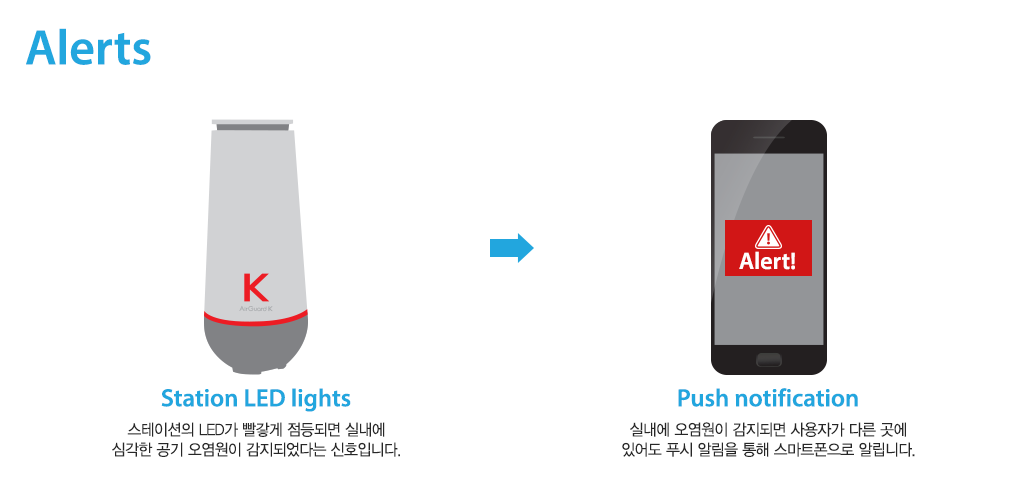 Alerts
K
AirGuard K
Alert!
Station LED lights
스테이션의 LED가 빨갛게 점등되면 실내에
심각한 공기 오염원이 감지되었다는 신호입니다.
Push notification
실내에 오염원이 감지되면 사용자가 다른 곳에
있어도 푸시 알림을 통해 스마트폰으로 알립니다.